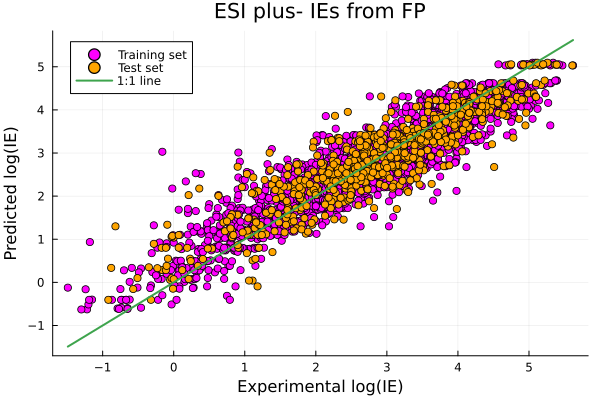 ESI plus- IEs from FP
Training set
Test set
1:1 line
Predicted log(IE)
5
4
3
2
1
0
−1
−1 0 1 2 3 4 5
Experimental log(IE)